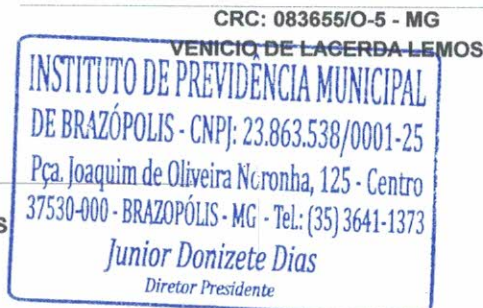 CRC: 083655/O-5 - MG
VENICIO DE LACERDA LEMOS
INSTITUTO DE PREVIDÊNCIA MUNICIPAL
DE BRAZÓPOLIS - CNPJ: 23.863.538/0001-25
Pça. Joaquim de Oliveira Noronha, 125 - Centro
37530-000 - BRAZOPÓLIS - MG - Tel.: (35) 3641-1373
S
Junior Donizete Dias
Diretor Presidente